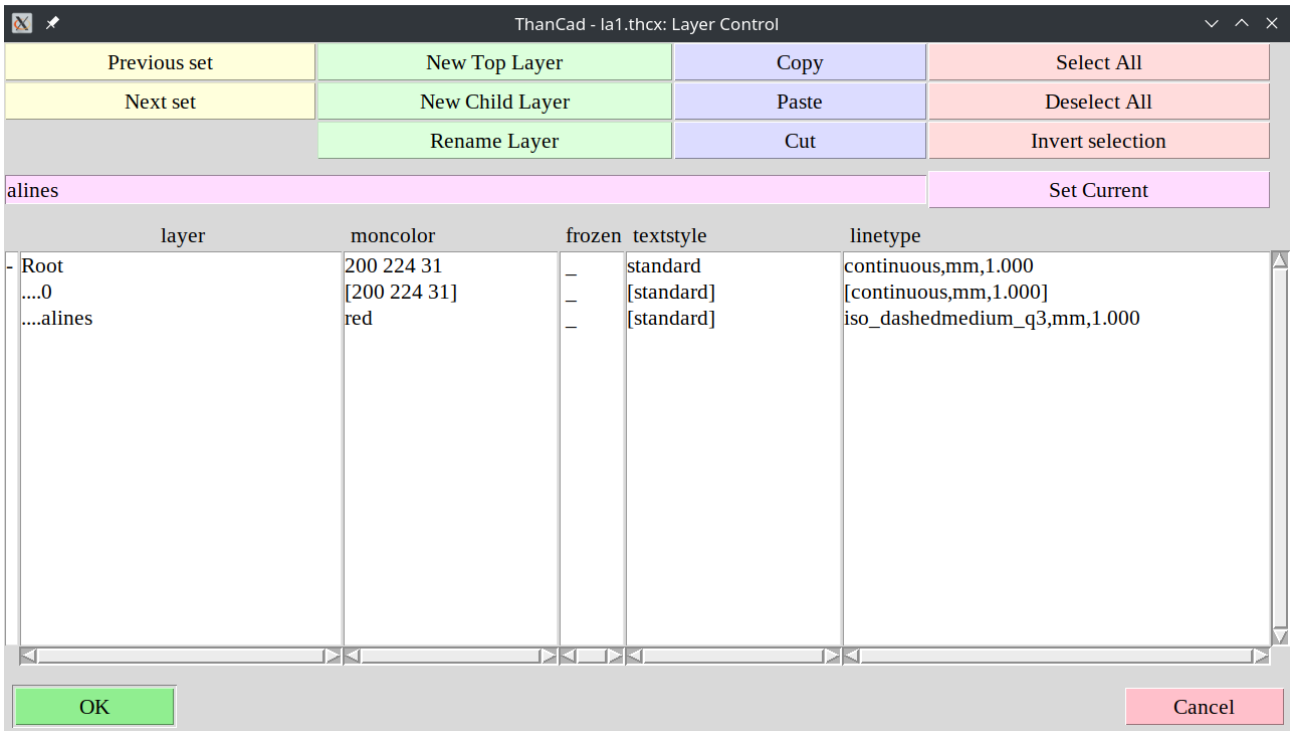 ThanCad - la1.thcx: Layer Control
Previous set New Top Layer Copy Select All
Next set New Child Layer Paste Deselect All
Rename Layer Cut Invert selection
alines Set Current
layer moncolor frozen textstyle linetype
- Root 200 224 31 _ standard continuous,mm,1.000
....0 [200 224 31] _ [standard] [continuous,mm,1.000]
....alines red _ [standard] iso_dashedmedium_q3,mm,1.000
OK Cancel